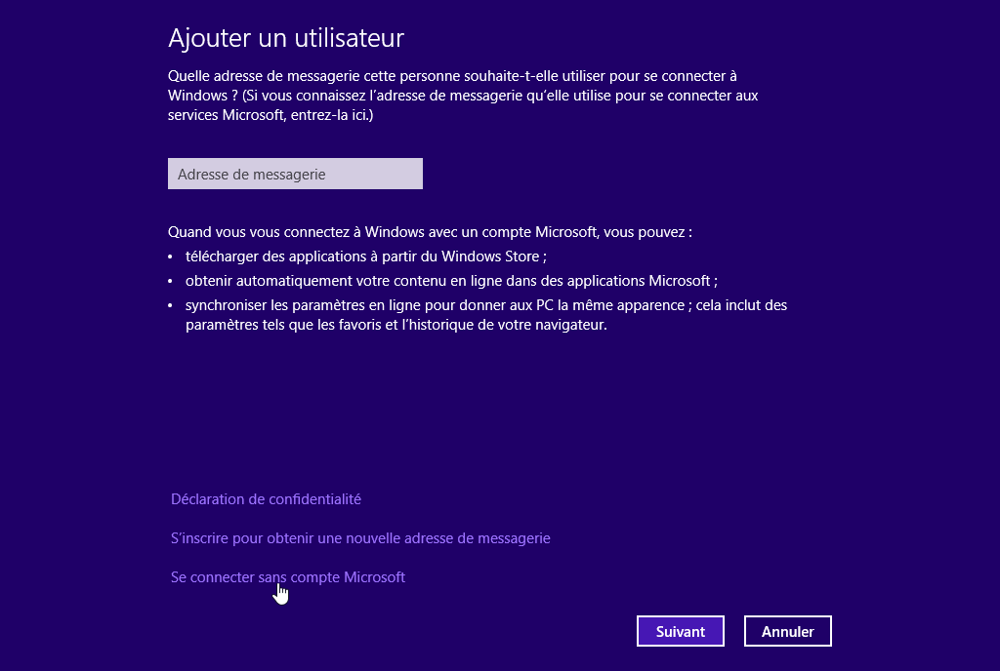 Ajouter un utilisateur
Quelle adresse de messagerie cette personne souhaite-t-elle utiliser pour se connecter à
Windows ? (Si vous connaissez l'adresse de messagerie qu'elle utilise pour se connecter aux
services Microsoft, entrez-la ici.)
Adresse de messagerie
Quand vous vous connectez à Windows avec un compte Microsoft, vous pouvez :
• télécharger des applications à partir du Windows Store ;
• obtenir automatiquement votre contenu en ligne dans des applications Microsoft ;
• synchroniser les paramètres en ligne pour donner aux PC la même apparence ; cela inclut des
paramètres tels que les favoris et l'historique de votre navigateur.
Déclaration de confidentialité
S'inscrire pour obtenir une nouvelle adresse de messagerie
Se connecter sans compte Microsoft
Suivant
Annuler